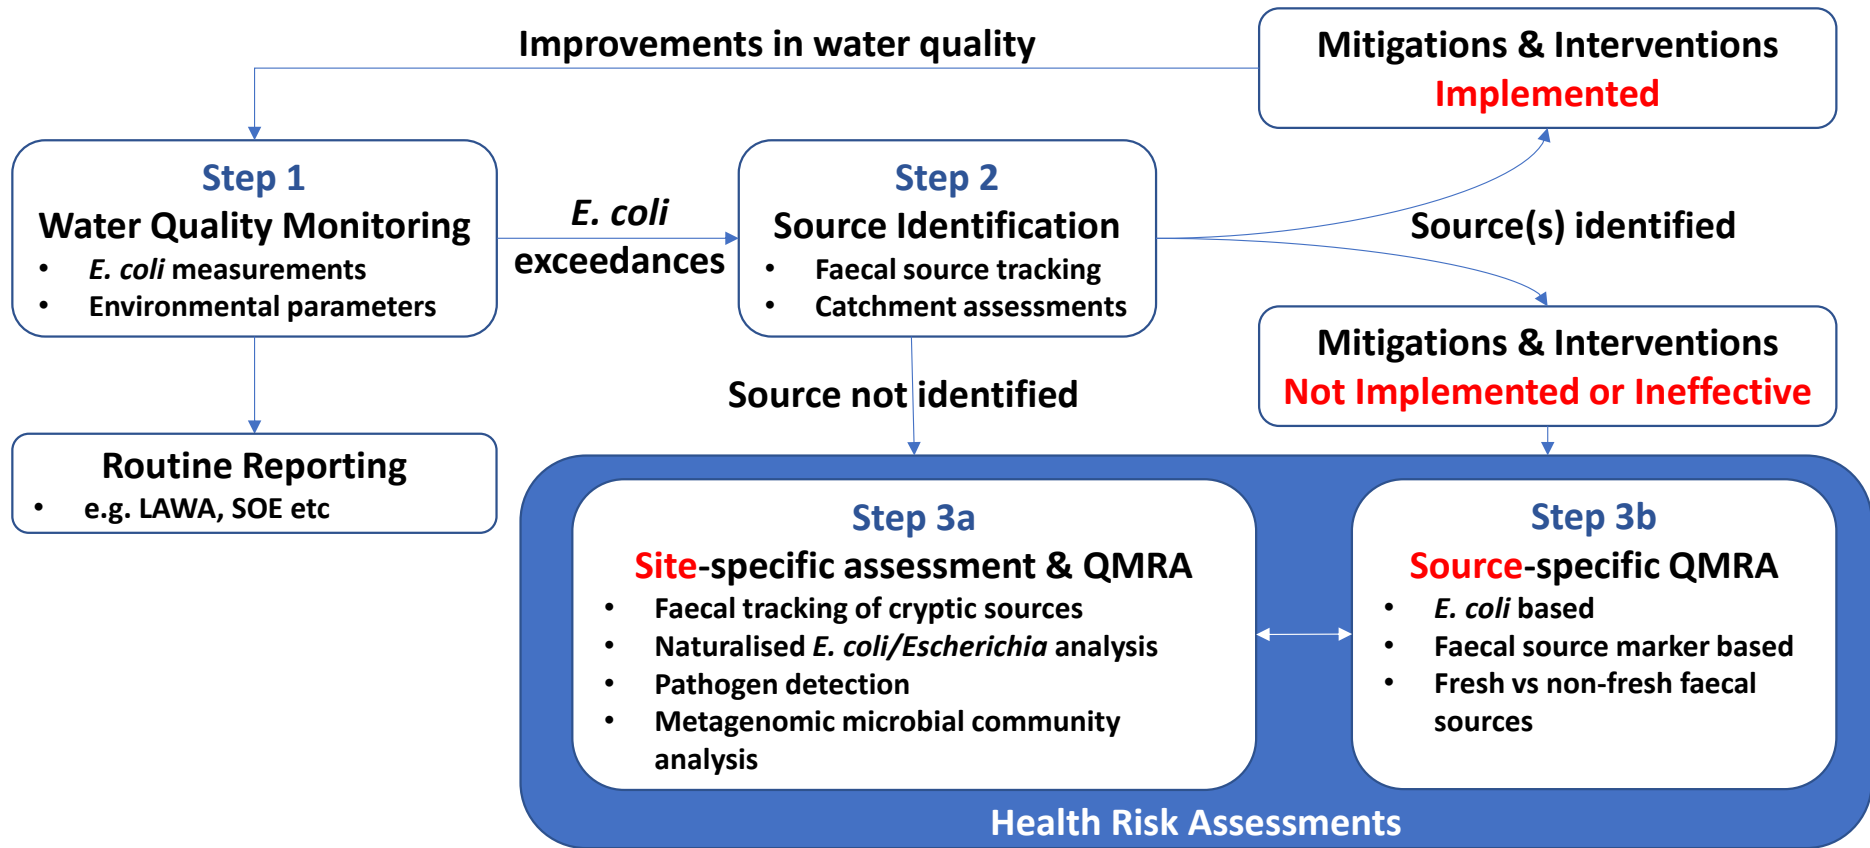 Improvements in water quality
Mitigations & Interventions
Implemented
Step 1
Water Quality Monitoring
• E. coli measurements
• Environmental parameters
E. coli
exceedances
Step 2
Source Identification
• Faecal source tracking
• Catchment assessments
Source(s) identified
Mitigations & Interventions
Not Implemented or Ineffective
Source not identified
Routine Reporting
• e.g. LAWA, SOE etc
Step 3a
Site-specific assessment & QMRA
• Faecal tracking of cryptic sources
• Naturalised E. coli/Escherichia analysis
• Pathogen detection
• Metagenomic microbial community
analysis
Step 3b
Source-specific QMRA
• E. coli based
• Faecal source marker based
• Fresh vs non-fresh faecal
sources
Health Risk Assessments